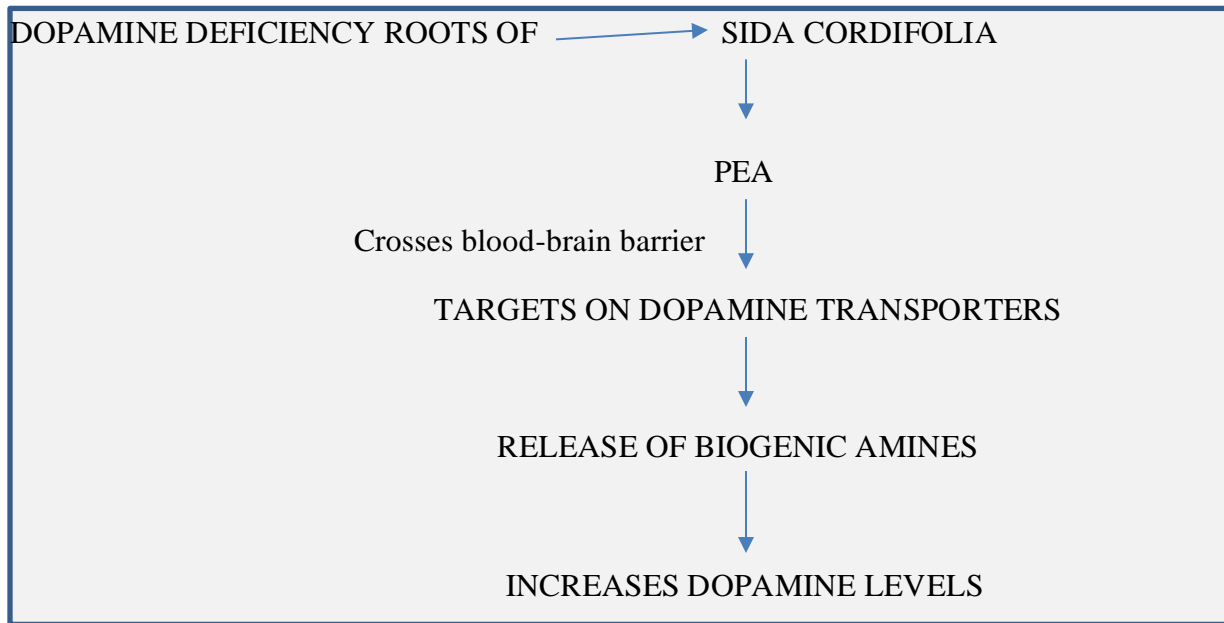 DOPAMINE DEFICIENCY ROOTS OF SIDA CORDIFOLIA
PEA
Crosses blood-brain barrier
TARGETS ON DOPAMINE TRANSPORTERS
RELEASE OF BIOGENIC AMINES
INCREASES DOPAMINE LEVELS